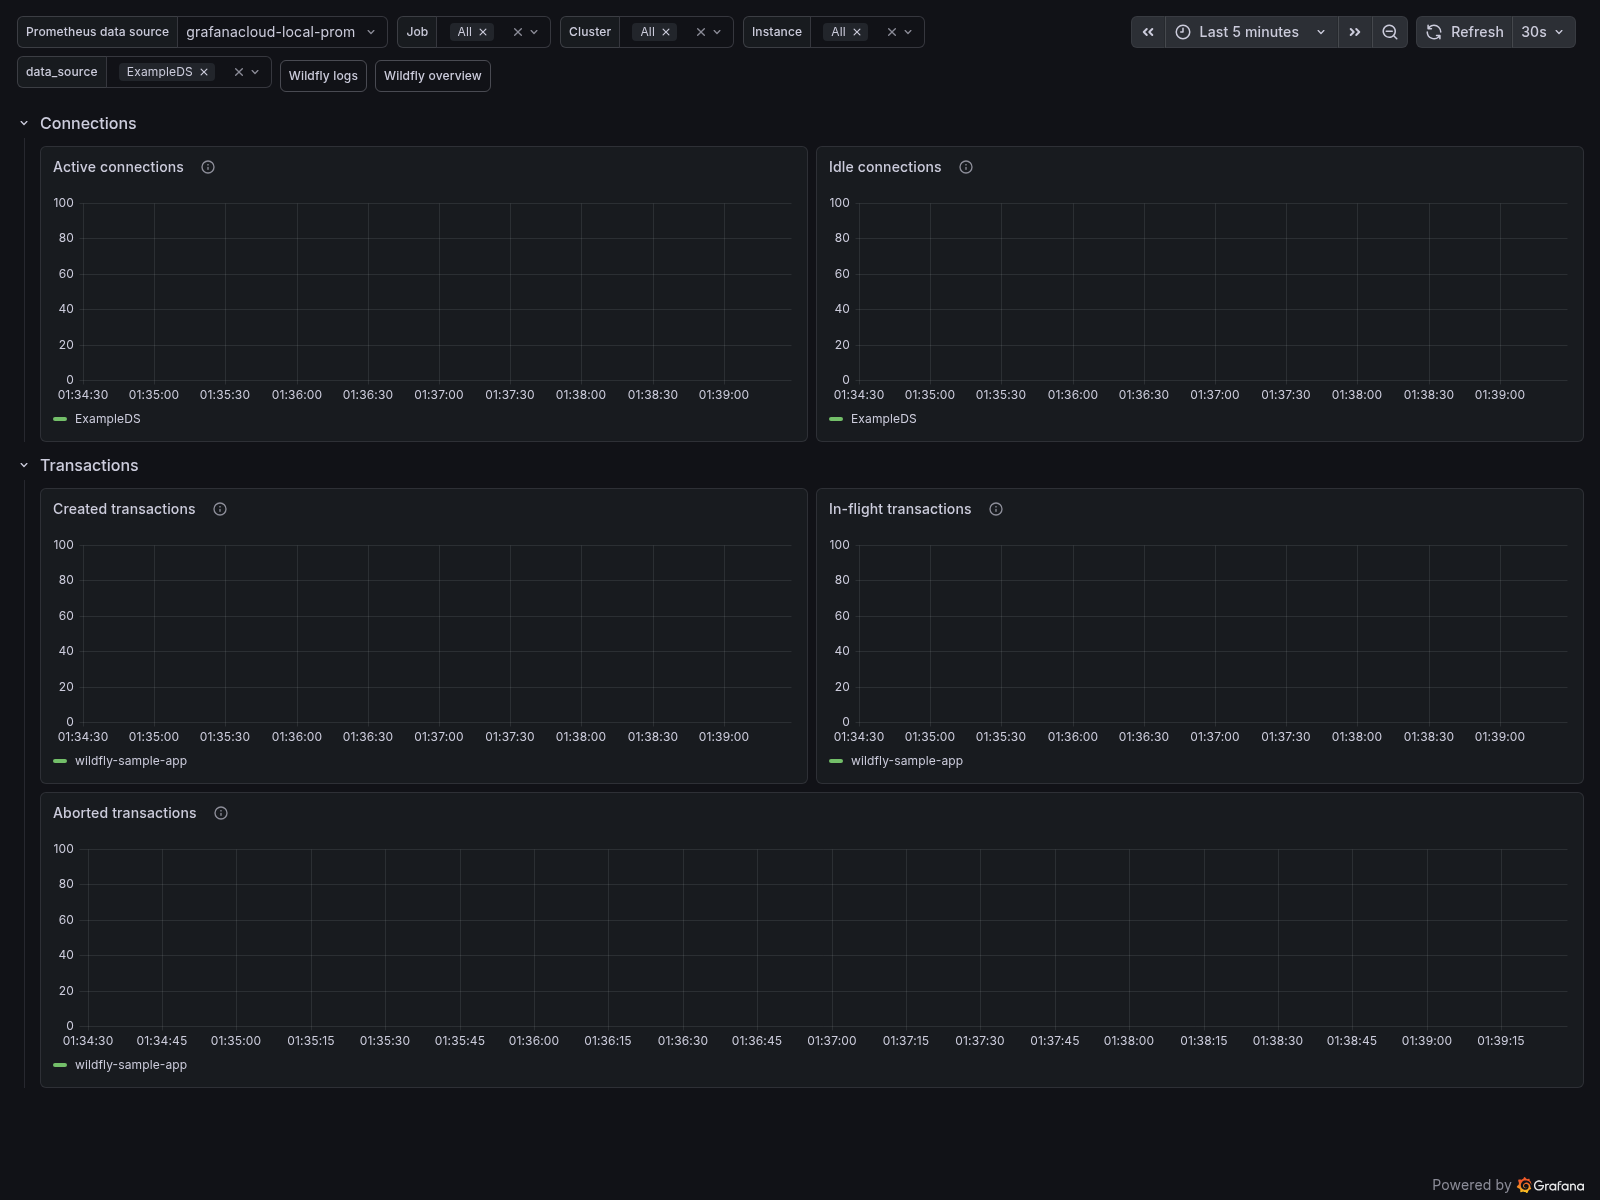 Prometheus data source grafanacloud-local-prom Job All Cluster All Instance All Last 5 minutes Refresh 30s
data_source ExampleDS Wildfly logs Wildfly overview
Connections
Active connections
100
80
60
40
20
0
01:34:30 01:35:00 01:35:30 01:36:00 01:36:30 01:37:00 01:37:30 01:38:00 01:38:30 01:39:00
ExampleDS
Idle connections
100
80
60
40
20
0
01:34:30 01:35:00 01:35:30 01:36:00 01:36:30 01:37:00 01:37:30 01:38:00 01:38:30 01:39:00
ExampleDS
Transactions
Created transactions
100
80
60
40
20
0
01:34:30 01:35:00 01:35:30 01:36:00 01:36:30 01:37:00 01:37:30 01:38:00 01:38:30 01:39:00
wildfly-sample-app
In-flight transactions
100
80
60
40
20
0
01:34:30 01:35:00 01:35:30 01:36:00 01:36:30 01:37:00 01:37:30 01:38:00 01:38:30 01:39:00
wildfly-sample-app
Aborted transactions
100
80
60
40
20
0
01:34:30 01:34:45 01:35:00 01:35:15 01:35:30 01:35:45 01:36:00 01:36:15 01:36:30 01:36:45 01:37:00 01:37:15 01:37:30 01:37:45 01:38:00 01:38:15 01:38:30 01:38:45 01:39:00 01:39:15
wildfly-sample-app
Powered by Grafana